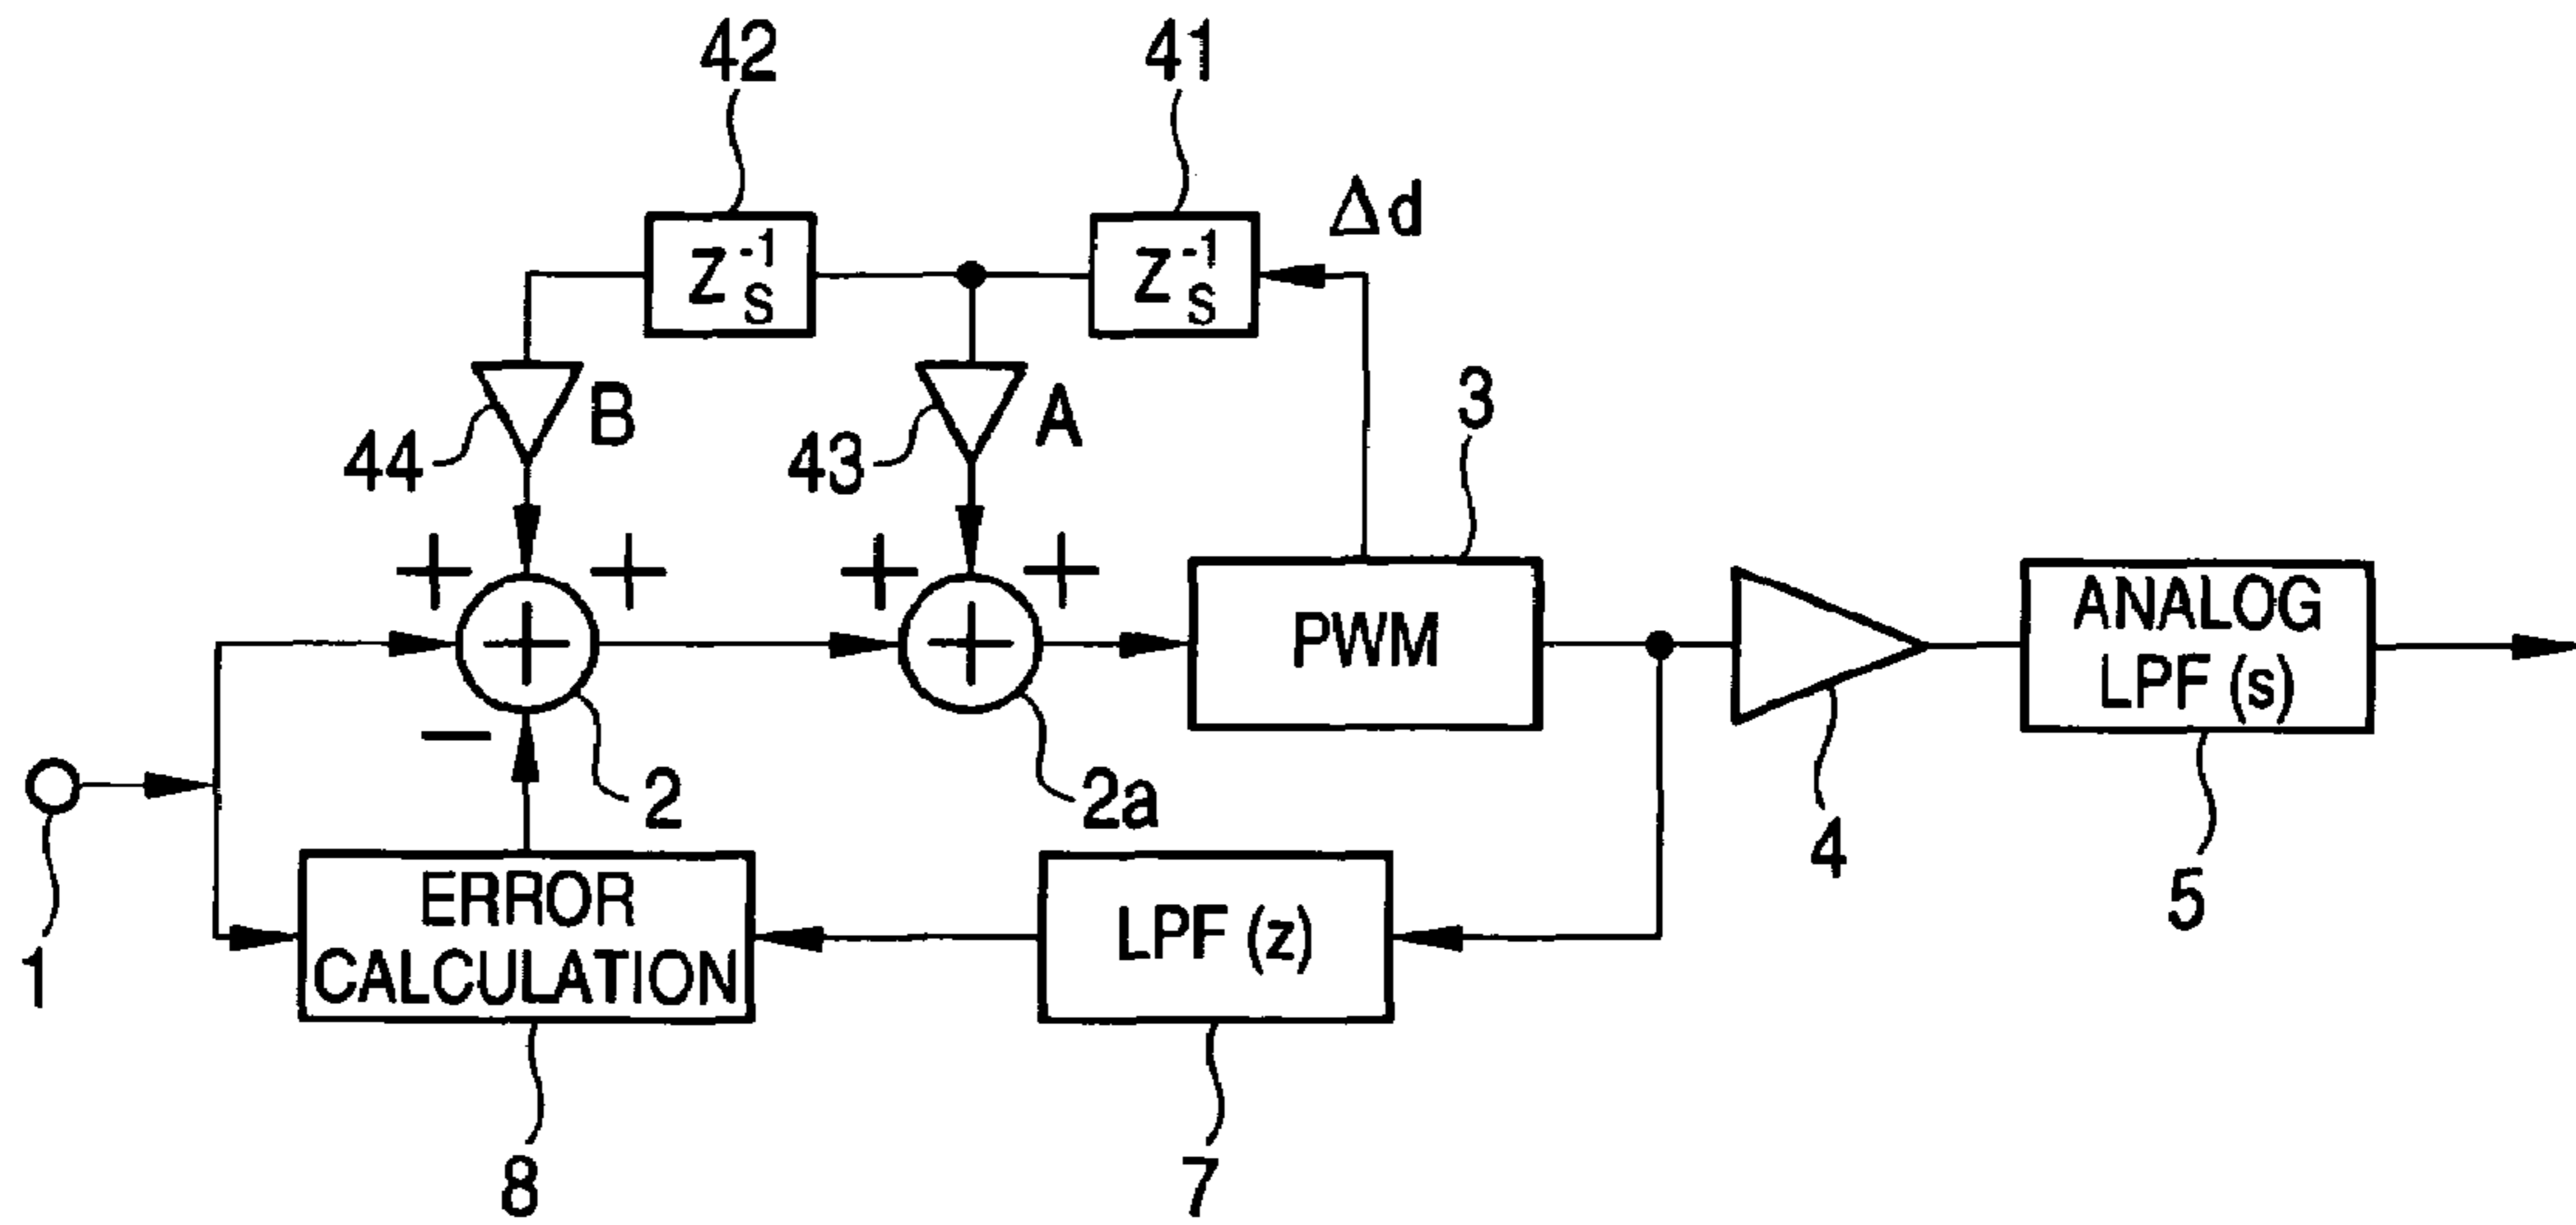 42
41
Z_S^-1
Z_S^-1
Δd
B
A
44
43
3
+
+
+
+
+
+
PWM
ANALOG
LPF (s)
−
2
2a
4
5
1
ERROR
CALCULATION
LPF (z)
8
7